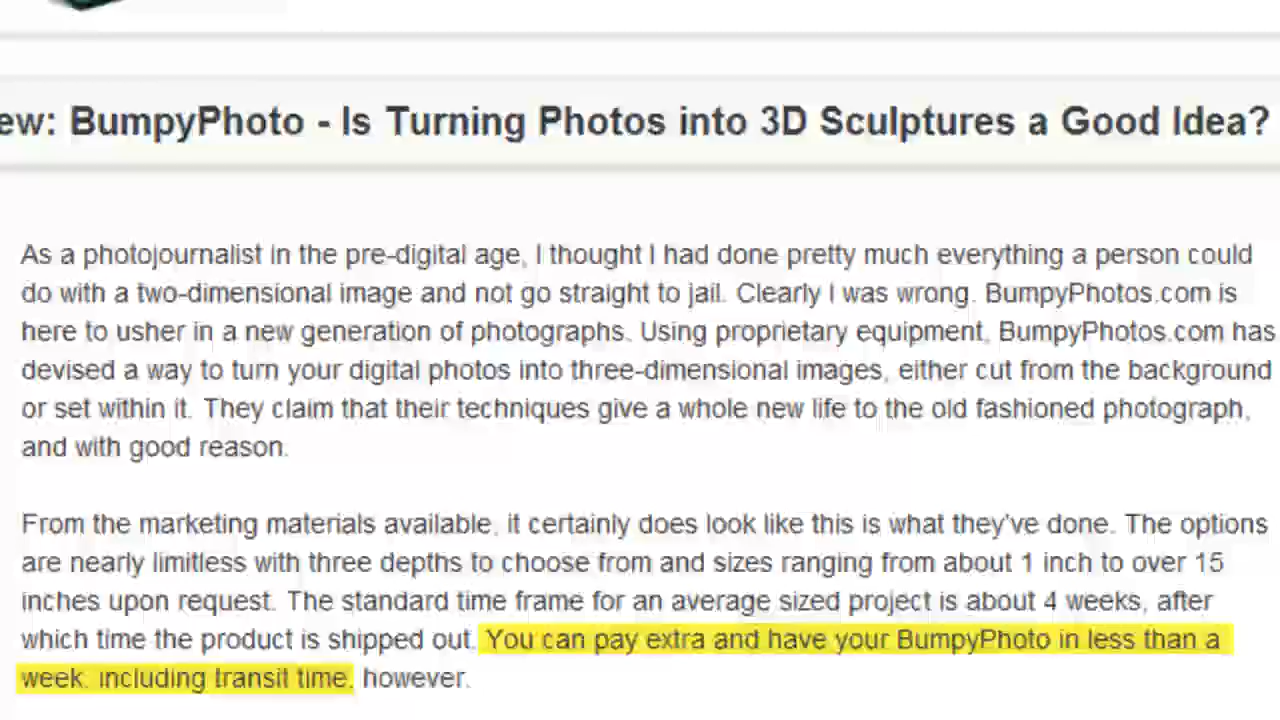 ew: BumpyPhoto - Is Turning Photos into 3D Sculptures a Good Idea?
As a photojournalist in the pre-digital age, I thought I had done pretty much everything a person could
do with a two-dimensional image and not go straight to jail. Clearly I was wrong. BumpyPhotos.com is
here to usher in a new generation of photographs. Using proprietary equipment, BumpyPhotos.com has
devised a way to turn your digital photos into three-dimensional images, either cut from the background
or set within it. They claim that their techniques give a whole new life to the old fashioned photograph,
and with good reason.
From the marketing materials available, it certainly does look like this is what they've done. The options
are nearly limitless with three depths to choose from and sizes ranging from about 1 inch to over 15
inches upon request. The standard time frame for an average sized project is about 4 weeks, after
which time the product is shipped out. You can pay extra and have your BumpyPhoto in less than a
week, including transit time, however.